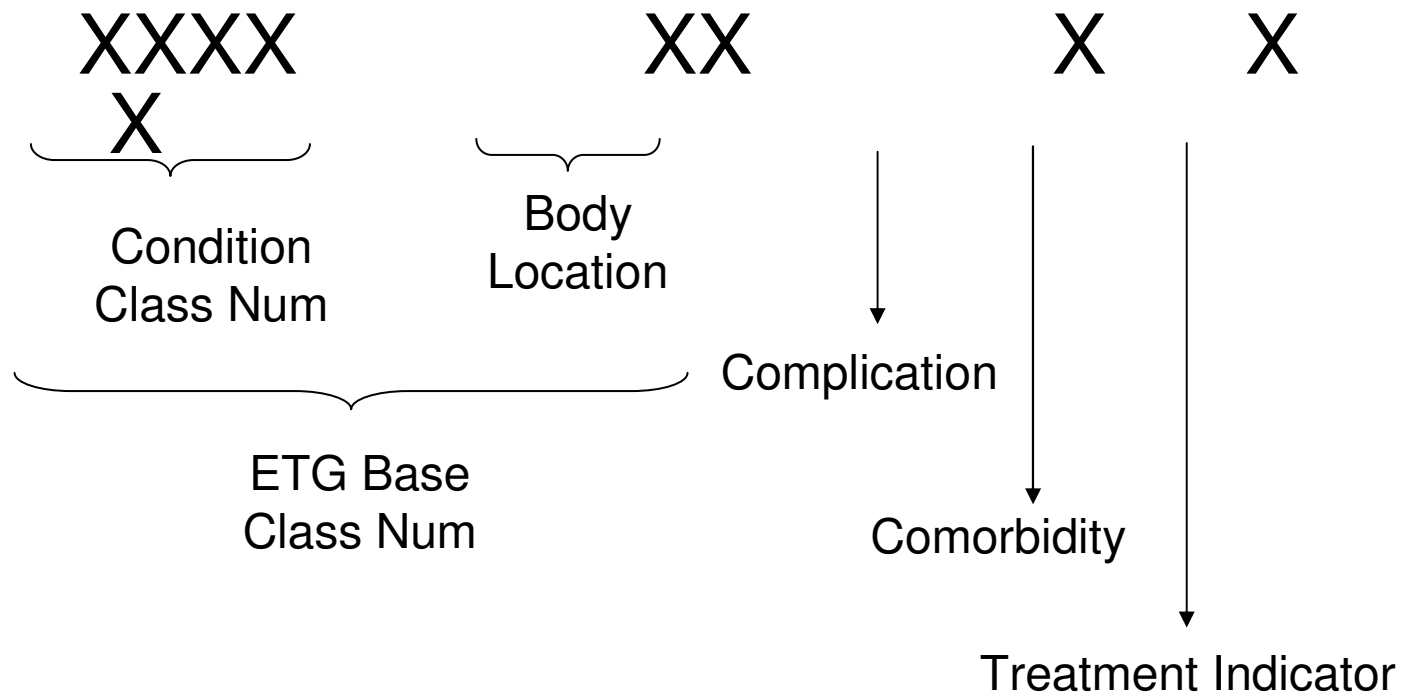 XXXX XX X X
X
Condition
Class Num
Body
Location
Complication
ETG Base
Class Num
Comorbidity
Treatment Indicator